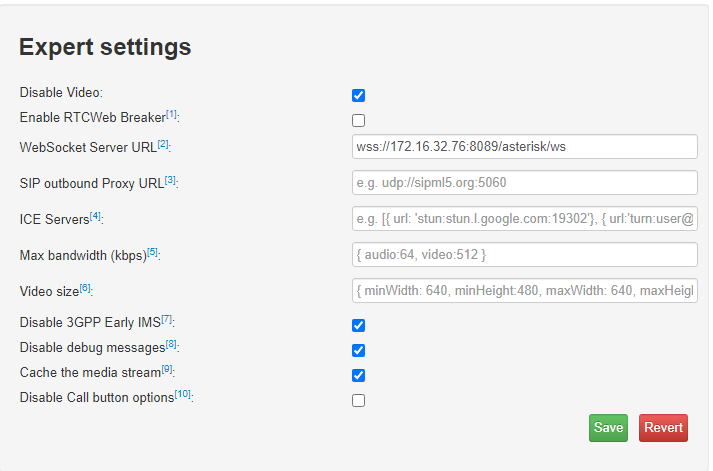 Expert settings
Disable Video:
Enable RTCWeb Breaker[1]:
WebSocket Server URL[2]: wss://172.16.32.76:8089/asterisk/ws
SIP outbound Proxy URL[3]: e.g. udp://sipml5.org:5060
ICE Servers[4]: e.g. [{ url: 'stun:stun.l.google.com:19302'}, { url:'turn:user@
Max bandwidth (kbps)[5]: { audio:64, video:512 }
Video size[6]: { minWidth: 640, minHeight:480, maxWidth: 640, maxHeigh
Disable 3GPP Early IMS[7]:
Disable debug messages[8]:
Cache the media stream[9]:
Disable Call button options[10]:
Save Revert